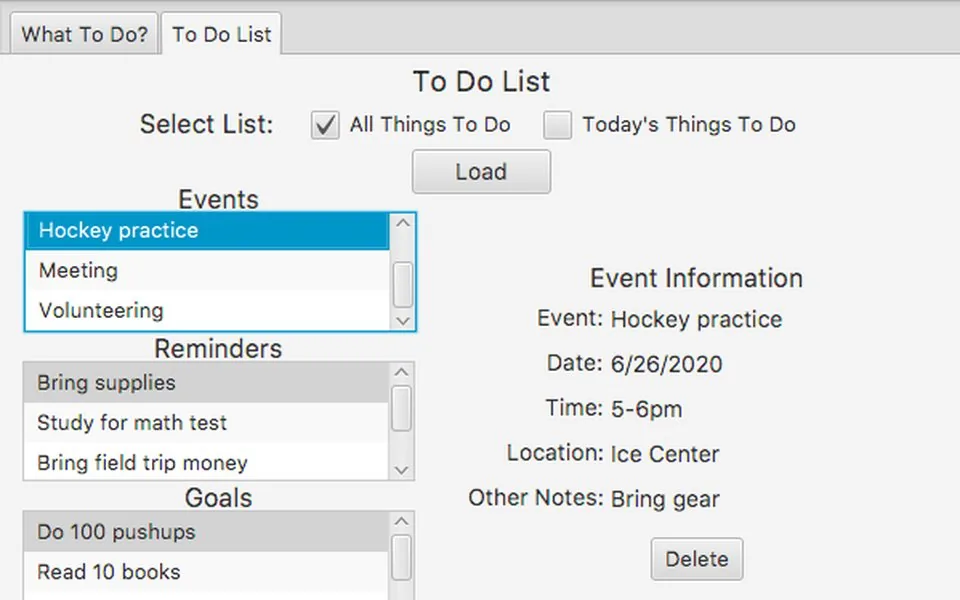 What To Do? To Do List
To Do List
Select List: All Things To Do Today's Things To Do
Load
Events
Hockey practice
Meeting
Volunteering
Reminders
Bring supplies
Study for math test
Bring field trip money
Goals
Do 100 pushups
Read 10 books
Event Information
Event: Hockey practice
Date: 6/26/2020
Time: 5-6pm
Location: Ice Center
Other Notes: Bring gear
Delete